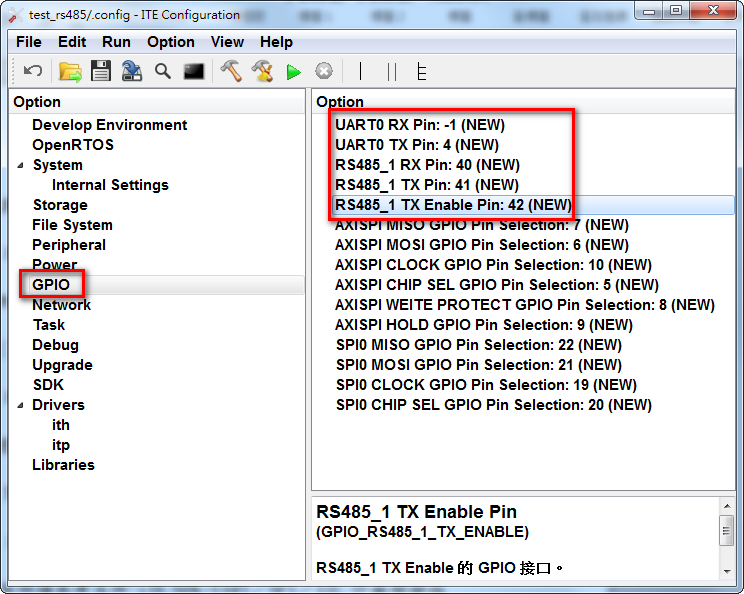 test_rs485/.config - ITE Configuration
File Edit Run Option View Help
Option
Develop Environment
OpenRTOS
System
Internal Settings
Storage
File System
Peripheral
Power
GPIO
Network
Task
Debug
Upgrade
SDK
Drivers
ith
itp
Libraries
Option
UART0 RX Pin: -1 (NEW)
UART0 TX Pin: 4 (NEW)
RS485_1 RX Pin: 40 (NEW)
RS485_1 TX Pin: 41 (NEW)
RS485_1 TX Enable Pin: 42 (NEW)
AXISPI MISO GPIO Pin Selection: 7 (NEW)
AXISPI MOSI GPIO Pin Selection: 6 (NEW)
AXISPI CLOCK GPIO Pin Selection: 10 (NEW)
AXISPI CHIP SEL GPIO Pin Selection: 5 (NEW)
AXISPI WEITE PROTECT GPIO Pin Selection: 8 (NEW)
AXISPI HOLD GPIO Pin Selection: 9 (NEW)
SPI0 MISO GPIO Pin Selection: 22 (NEW)
SPI0 MOSI GPIO Pin Selection: 21 (NEW)
SPI0 CLOCK GPIO Pin Selection: 19 (NEW)
SPI0 CHIP SEL GPIO Pin Selection: 20 (NEW)
RS485_1 TX Enable Pin
(GPIO_RS485_1_TX_ENABLE)
RS485_1 TX Enable 的 GPIO 接口。